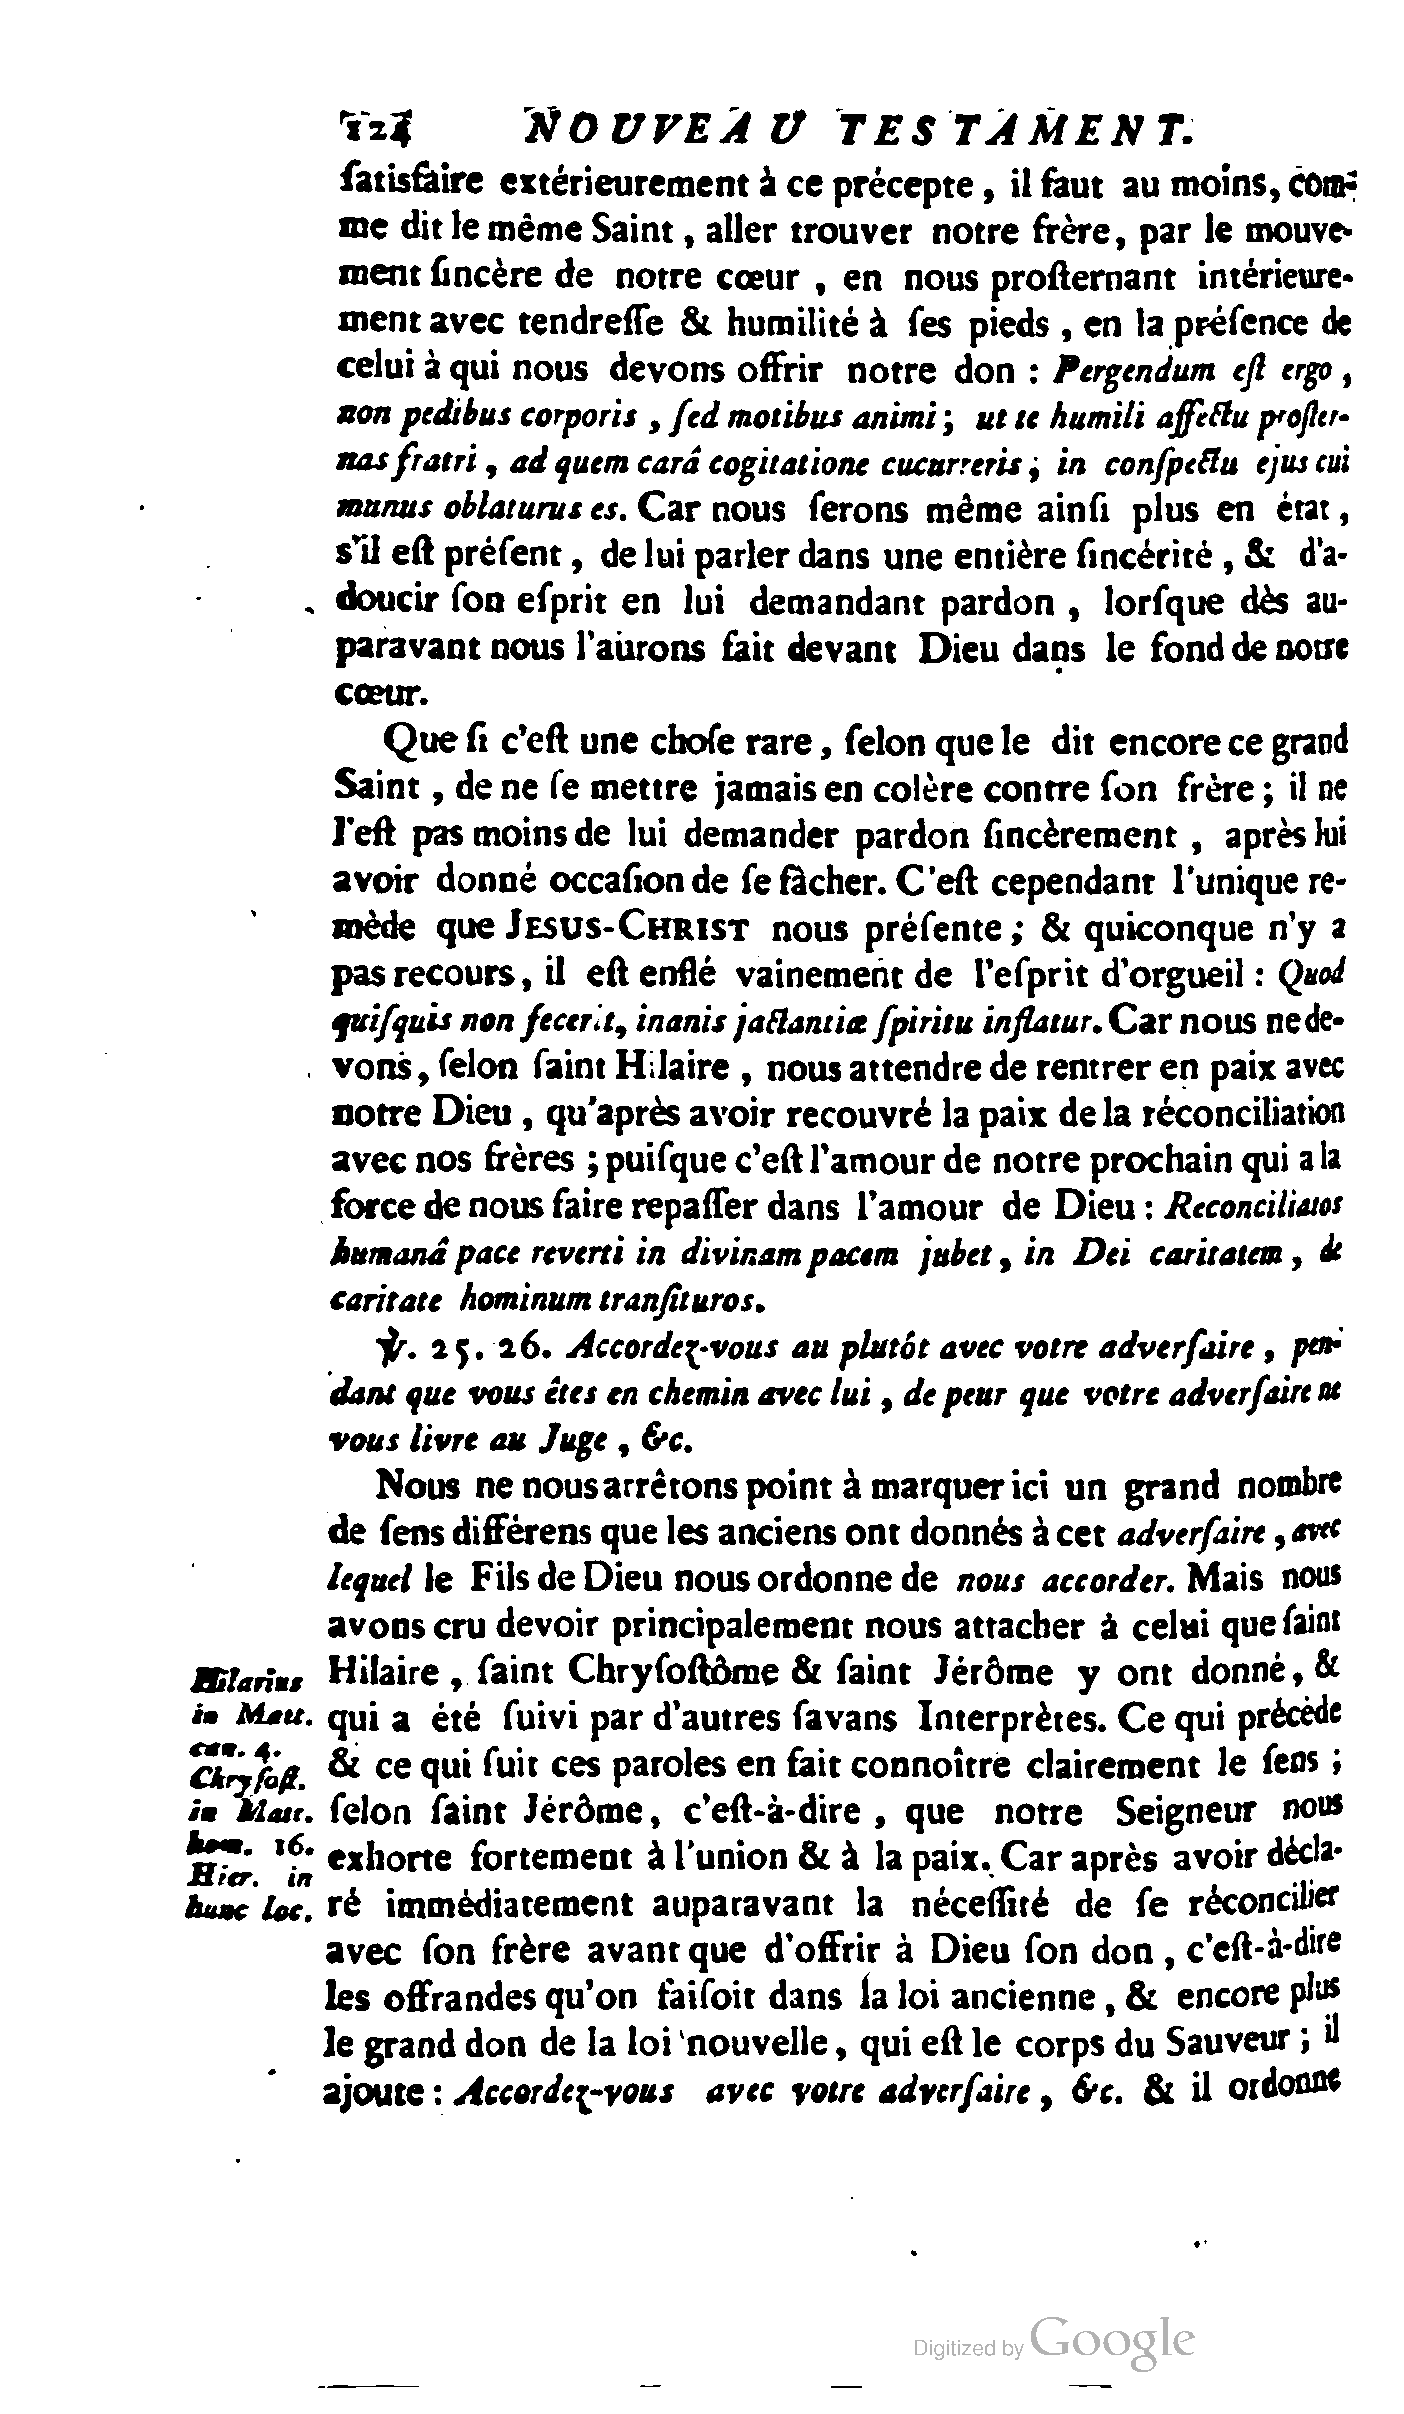 124 NOUVEAU TESTAMENT.
ſatisfaire extérieurement à ce précepte, il faut au moins, com-
me dit le même Saint, aller trouver notre frère, par le mouve-
ment ſincère de notre cœur, en nous proſternant intérieure-
ment avec tendreſſe & humilité à ſes pieds, en la préſence de
celui à qui nous devons offrir notre don : Pergendum eſt ergo,
non pedibus corporis, ſed motibus animi; ut te humili affectu proſter-
nas fratri, ad quem carâ cogitatione cucurreris; in conſpectu ejus cui
munus oblaturus es. Car nous ſerons même ainſi plus en état,
s'il eſt préſent, de lui parler dans une entière ſincérité, & d'a-
doucir ſon eſprit en lui demandant pardon, lorſque dès au-
paravant nous l'aurons fait devant Dieu dans le fond de notre
cœur.
Que ſi c'eſt une choſe rare, ſelon que le dit encore ce grand
Saint, de ne ſe mettre jamais en colère contre ſon frère; il ne
l'eſt pas moins de lui demander pardon ſincèrement, après lui
avoir donné occaſion de ſe fâcher. C'eſt cependant l'unique re-
mède que JESUS-CHRIST nous préſente; & quiconque n'y a
pas recours, il eſt enflé vainement de l'eſprit d'orgueil : Quod
quiſquis non fecerit, inanis jactantiæ ſpiritu inflatur. Car nous ne de-
vons, ſelon ſaint Hilaire, nous attendre de rentrer en paix avec
notre Dieu, qu'après avoir recouvré la paix de la réconciliation
avec nos frères; puiſque c'eſt l'amour de notre prochain qui a la
force de nous faire repaſſer dans l'amour de Dieu : Reconciliatos
humanâ pace reverti in divinam pacem jubet, in Dei caritatem, de
caritate hominum tranſituros.
℣. 25. 26. Accordez-vous au plutôt avec votre adverſaire, pen-
dant que vous êtes en chemin avec lui, de peur que votre adverſaire ne
vous livre au Juge, &c.
Nous ne nous arrêtons point à marquer ici un grand nombre
de ſens différens que les anciens ont donnés à cet adverſaire, avec
lequel le Fils de Dieu nous ordonne de nous accorder. Mais nous
avons cru devoir principalement nous attacher à celui que ſaint
Hilaire, ſaint Chryſoſtôme & ſaint Jérôme y ont donné, &
qui a été ſuivi par d'autres ſavans Interprètes. Ce qui précède
& ce qui ſuit ces paroles en fait connoître clairement le ſens;
ſelon ſaint Jérôme, c'eſt-à-dire, que notre Seigneur nous
exhorte fortement à l'union & à la paix. Car après avoir décla-
ré immédiatement auparavant la néceſſité de ſe réconcilier
avec ſon frère avant que d'offrir à Dieu ſon don, c'eſt-à-dire
les offrandes qu'on faiſoit dans la loi ancienne, & encore plus
le grand don de la loi nouvelle, qui eſt le corps du Sauveur; il
ajoute : Accordez-vous avec votre adverſaire, &c. & il ordonne
Hilarius
in Matt.
can. 4.
Chryſoſt.
in Matt.
hom. 16.
Hier. in
hunc loc.
Digitized by Google